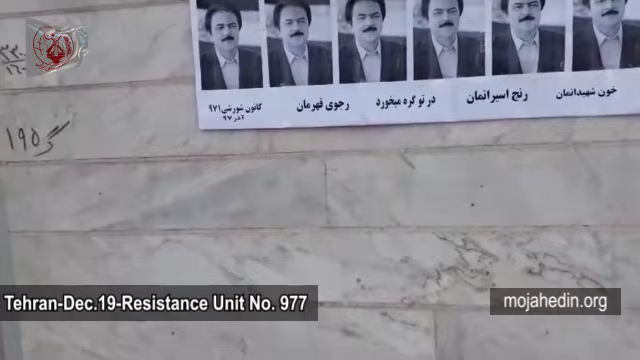 خون شهیدانمان رنج اسیرانمان در تو گره میخورد رجوی قهرمان کانون شورشی ۹۷۱
آذر ۹۷
Tehran-Dec.19-Resistance Unit No. 977
mojahedin.org